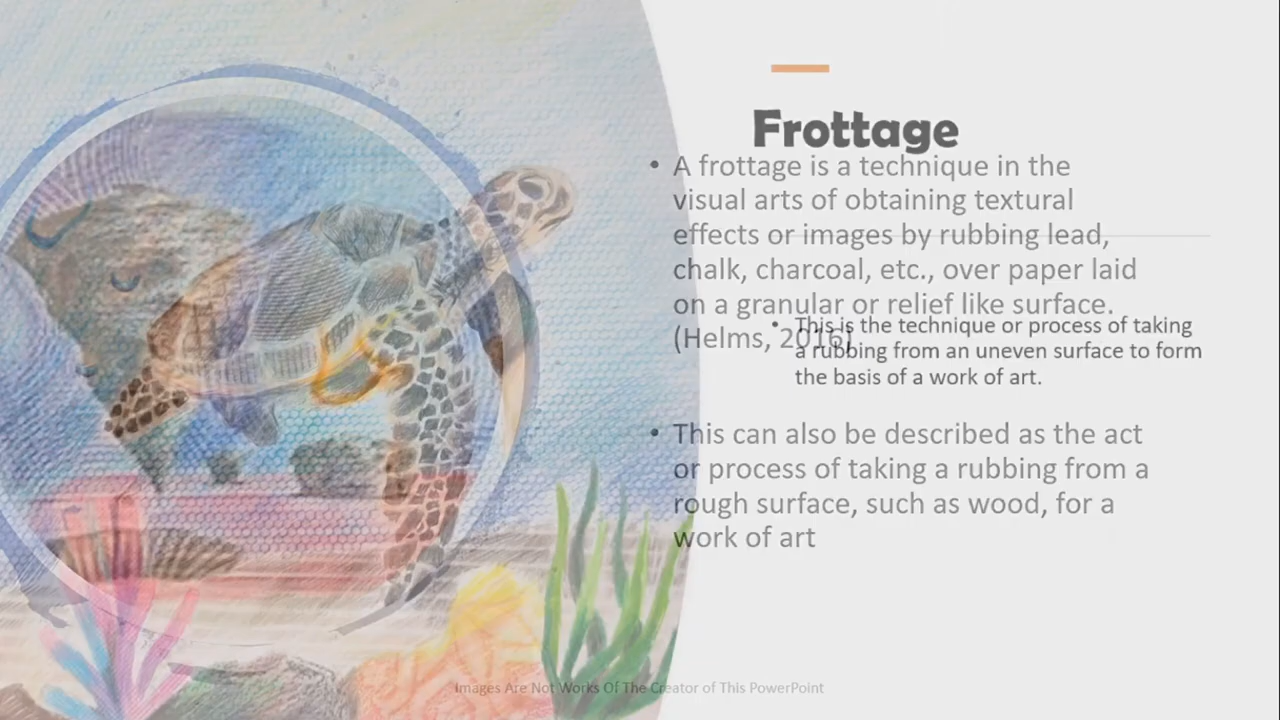 Frottage
• A frottage is a technique in the
visual arts of obtaining textural
effects or images by rubbing lead,
chalk, charcoal, etc., over paper laid
on a granular or relief like surface.
(Helms, 2016)
• This is the technique or process of taking
a rubbing from an uneven surface to form
the basis of a work of art.
• This can also be described as the act
or process of taking a rubbing from a
rough surface, such as wood, for a
work of art
Images Are Not Works Of The Creator of This PowerPoint